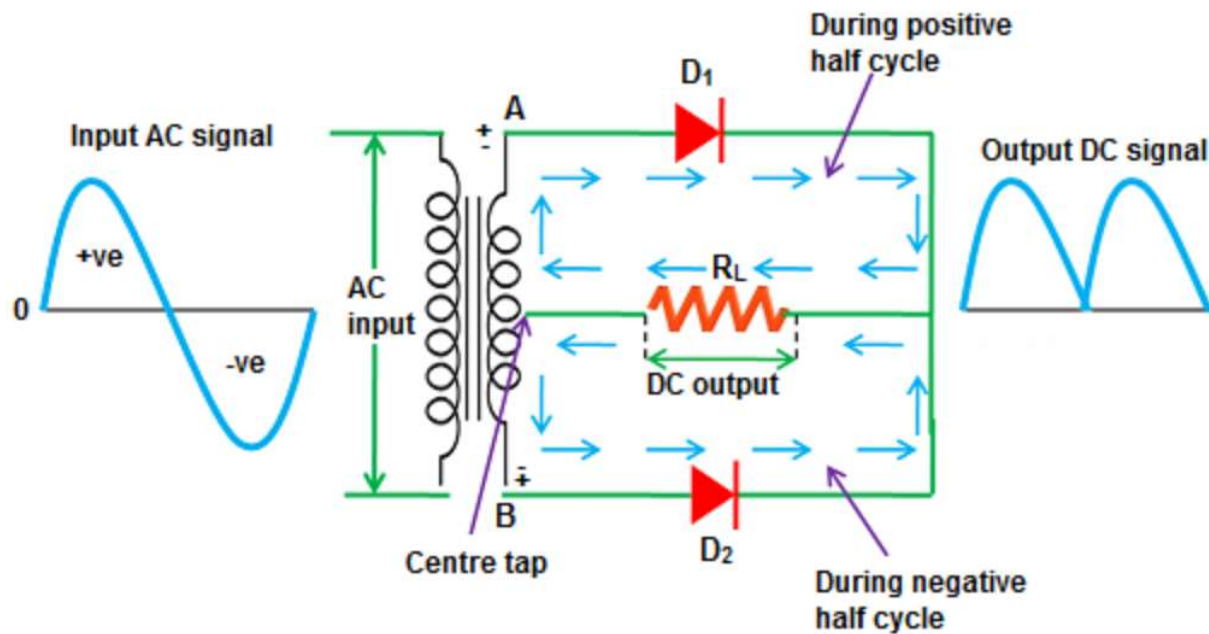 During positive
half cycle
D1
A
Input AC signal
+
-
Output DC signal
+ve
RL
0
AC
input
-ve
DC output
-
+
B
D2
Centre tap
During negative
half cycle